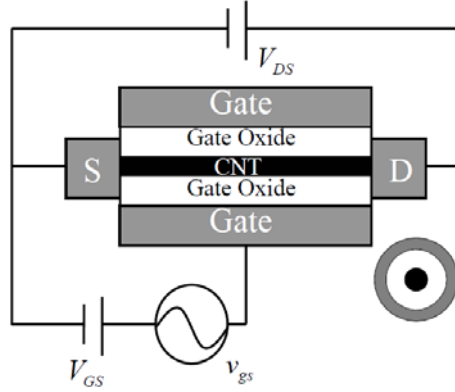 V_DS
Gate
Gate Oxide
S CNT D
Gate Oxide
Gate
V_GS v_gs